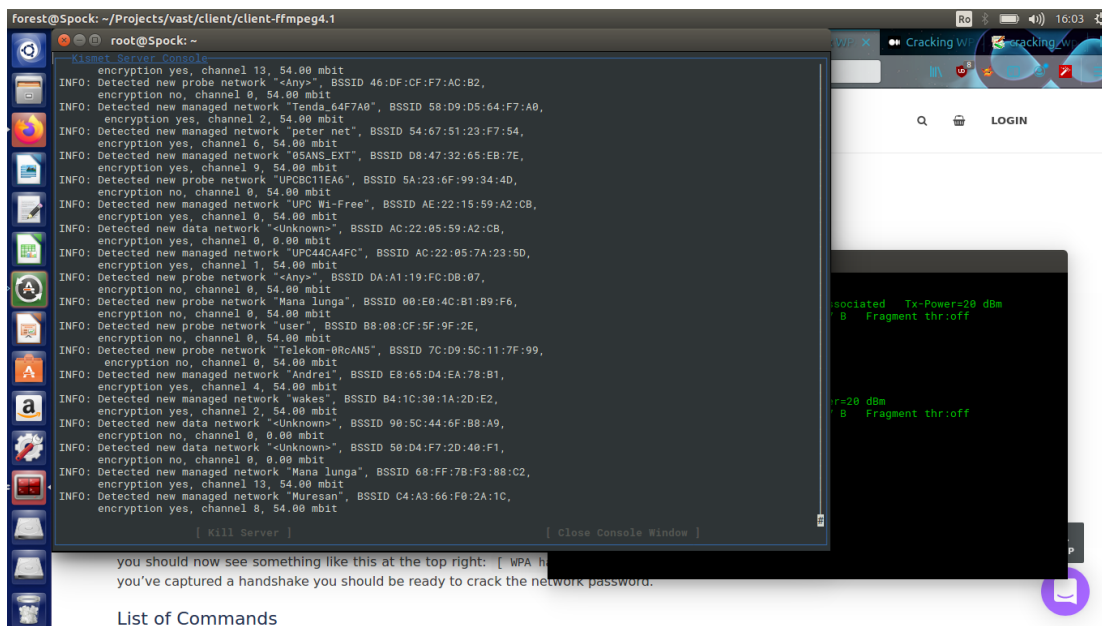 forest@Spock: ~/Projects/vast/client/client-ffmpeg4.1
Ro
16:03
root@Spock: ~
Cracking WP
cracking_wp
Kismet Server Console
encryption yes, channel 13, 54.00 mbit
INFO: Detected new probe network "<Any>", BSSID 46:DF:CF:F7:AC:B2,
encryption no, channel 0, 54.00 mbit
INFO: Detected new managed network "Tenda_64F7A0", BSSID 58:D9:D5:64:F7:A0,
encryption yes, channel 2, 54.00 mbit
INFO: Detected new managed network "peter net", BSSID 54:67:51:23:F7:54,
encryption yes, channel 6, 54.00 mbit
INFO: Detected new managed network "05ANS_EXT", BSSID D8:47:32:65:EB:7E,
encryption yes, channel 9, 54.00 mbit
INFO: Detected new probe network "UPCBC11EA6", BSSID 5A:23:6F:99:34:4D,
encryption no, channel 0, 54.00 mbit
INFO: Detected new managed network "UPC Wi-Free", BSSID AE:22:15:59:A2:CB,
encryption yes, channel 0, 54.00 mbit
INFO: Detected new data network "<Unknown>", BSSID AC:22:05:59:A2:CB,
encryption yes, channel 0, 0.00 mbit
INFO: Detected new managed network "UPC44CA4FC", BSSID AC:22:05:7A:23:5D,
encryption yes, channel 1, 54.00 mbit
INFO: Detected new probe network "<Any>", BSSID DA:A1:19:FC:DB:07,
encryption no, channel 0, 54.00 mbit
INFO: Detected new probe network "Mana lunga", BSSID 00:E0:4C:B1:B9:F6,
encryption no, channel 0, 54.00 mbit
INFO: Detected new probe network "user", BSSID B8:08:CF:5F:9F:2E,
encryption no, channel 0, 54.00 mbit
INFO: Detected new probe network "Telekom-0RcAN5", BSSID 7C:D9:5C:11:7F:99,
encryption no, channel 0, 54.00 mbit
INFO: Detected new managed network "Andrei", BSSID E8:65:D4:EA:78:B1,
encryption yes, channel 4, 54.00 mbit
INFO: Detected new managed network "wakes", BSSID B4:1C:30:1A:2D:E2,
encryption yes, channel 2, 54.00 mbit
INFO: Detected new data network "<Unknown>", BSSID 90:5C:44:6F:B8:A9,
encryption no, channel 0, 0.00 mbit
INFO: Detected new data network "<Unknown>", BSSID 50:D4:F7:2D:40:F1,
encryption no, channel 0, 0.00 mbit
INFO: Detected new managed network "Mana lunga", BSSID 68:FF:7B:F3:88:C2,
encryption yes, channel 13, 54.00 mbit
INFO: Detected new managed network "Muresan", BSSID C4:A3:66:F0:2A:1C,
encryption yes, channel 8, 54.00 mbit
#
[ Kill Server ]
[ Close Console Window ]
LOGIN
ssociated Tx-Power=20 dBm
B Fragment thr:off
r=20 dBm
B Fragment thr:off
you should now see something like this at the top right: [ WPA ha
you've captured a handshake you should be ready to crack the network password.
List of Commands